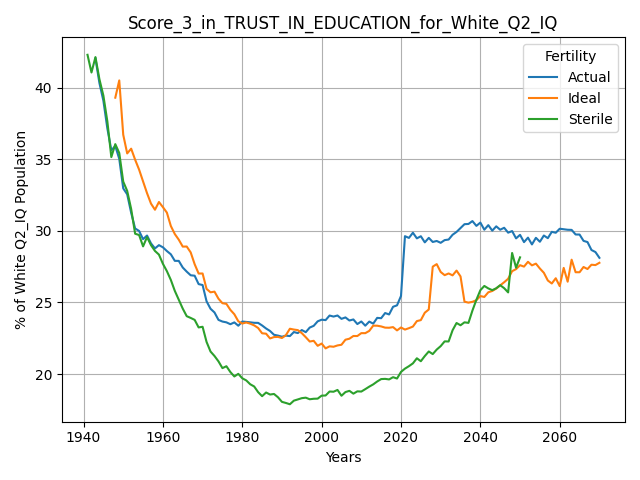 Score_3_in_TRUST_IN_EDUCATION_for_White_Q2_IQ
Fertility
Actual
Ideal
Sterile
% of White Q2_IQ Population
40
35
30
25
20
1940 1960 1980 2000 2020 2040 2060
Years